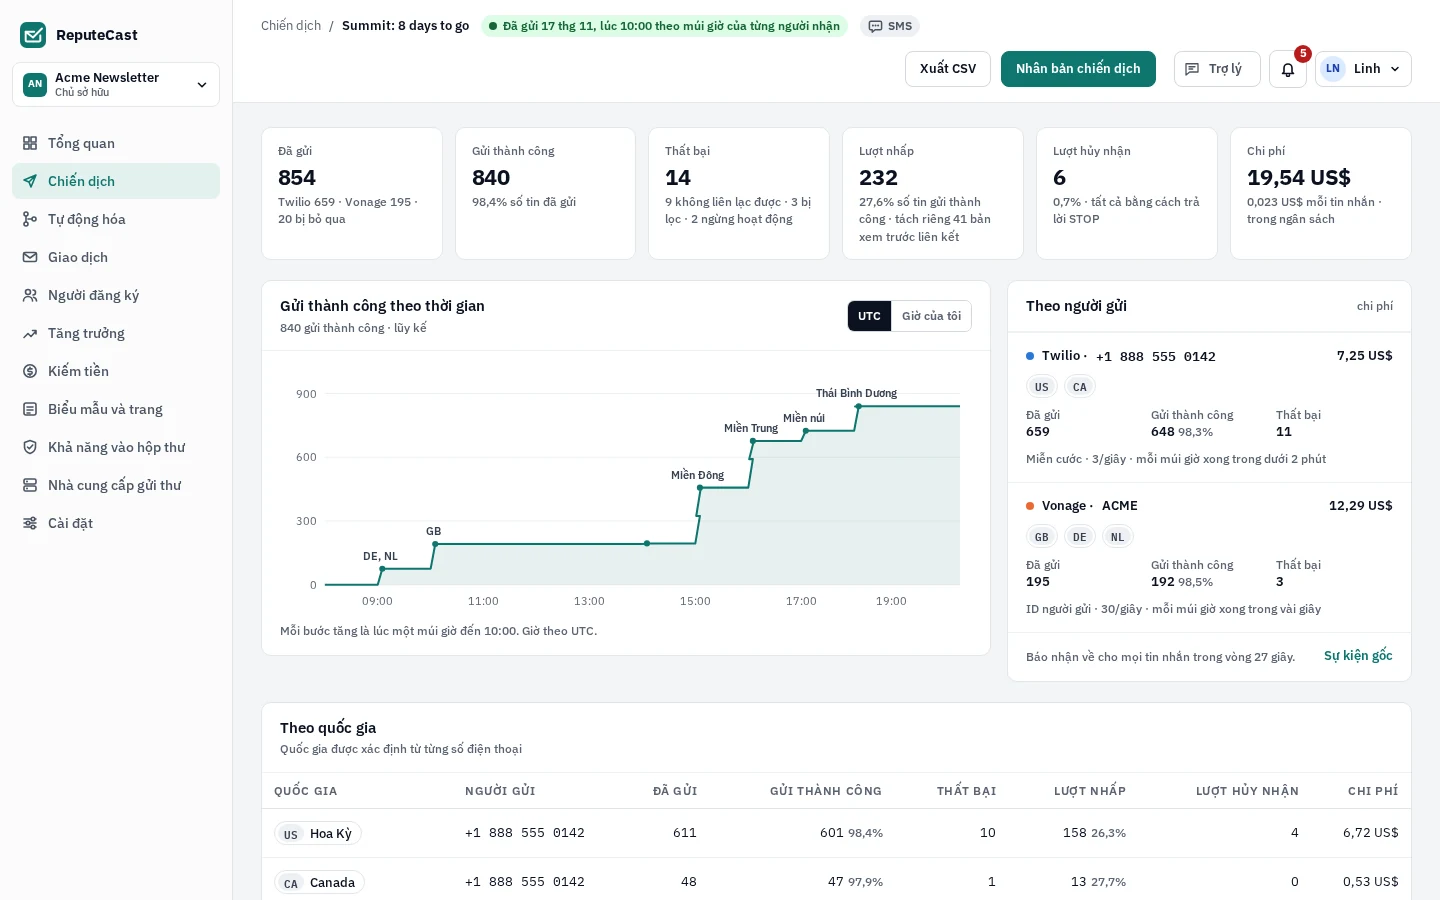 ReputeCast
AN
Acme Newsletter
Chủ sở hữu
Tổng quan
Chiến dịch
Tự động hóa
Giao dịch
Người đăng ký
Tăng trưởng
Kiếm tiền
Biểu mẫu và trang
Khả năng vào hộp thư
Nhà cung cấp gửi thư
Cài đặt
Chiến dịch / Summit: 8 days to go
Đã gửi 17 thg 11, lúc 10:00 theo múi giờ của từng người nhận
SMS
Xuất CSV
Nhân bản chiến dịch
Trợ lý
5
LN Linh
Đã gửi
854
Twilio 659 · Vonage 195 ·
20 bị bỏ qua
Gửi thành công
840
98,4% số tin đã gửi
Thất bại
14
9 không liên lạc được · 3 bị
lọc · 2 ngừng hoạt động
Lượt nhấp
232
27,6% số tin gửi thành
công · tách riêng 41 bản
xem trước liên kết
Lượt hủy nhận
6
0,7% · tất cả bằng cách trả
lời STOP
Chi phí
19,54 US$
0,023 US$ mỗi tin nhắn ·
trong ngân sách
Gửi thành công theo thời gian
840 gửi thành công · lũy kế
UTC
Giờ của tôi
900
600
300
0
DE, NL
GB
Miền Đông
Miền Trung
Miền núi
Thái Bình Dương
09:00 11:00 13:00 15:00 17:00 19:00
Mỗi bước tăng là lúc một múi giờ đến 10:00. Giờ theo UTC.
Theo người gửi
chi phí
Twilio · +1 888 555 0142
7,25 US$
US CA
Đã gửi Gửi thành công Thất bại
659 648 98,3% 11
Miễn cước · 3/giây · mỗi múi giờ xong trong dưới 2 phút
Vonage · ACME
12,29 US$
GB DE NL
Đã gửi Gửi thành công Thất bại
195 192 98,5% 3
ID người gửi · 30/giây · mỗi múi giờ xong trong vài giây
Báo nhận về cho mọi tin nhắn trong vòng 27 giây.
Sự kiện gốc
Theo quốc gia
Quốc gia được xác định từ từng số điện thoại
QUỐC GIA NGƯỜI GỬI ĐÃ GỬI GỬI THÀNH CÔNG THẤT BẠI LƯỢT NHẤP LƯỢT HỦY NHẬN CHI PHÍ
US Hoa Kỳ +1 888 555 0142 611 601 98,4% 10 158 26,3% 4 6,72 US$
CA Canada +1 888 555 0142 48 47 97,9% 1 13 27,7% 0 0,53 US$